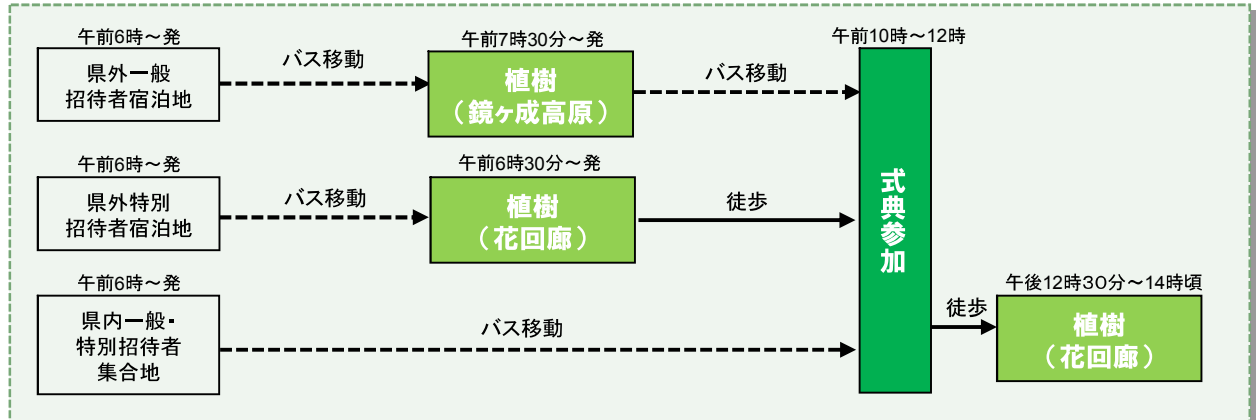 午前6時～発
県外一般
招待者宿泊地
バス移動
午前7時30分～発
植樹
（鏡ヶ成高原）
バス移動
午前10時～12時
式典参加
午前6時～発
県外特別
招待者宿泊地
バス移動
午前6時30分～発
植樹
（花回廊）
徒歩
午前6時～発
県内一般・
特別招待者
集合地
バス移動
徒歩
午後12時30分～14時頃
植樹
（花回廊）